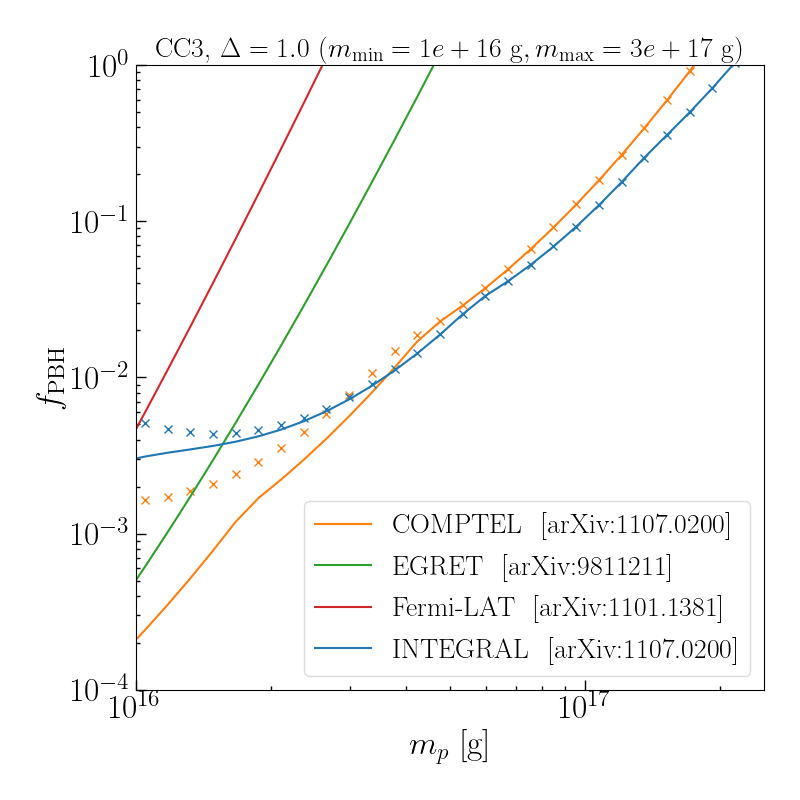 CC3, Δ = 1.0 (m_min = 1e + 16 g, m_max = 3e + 17 g)
10^0
10^−1
10^−2
10^−3
10^−4
f_PBH
COMPTEL [arXiv:1107.0200]
EGRET [arXiv:9811211]
Fermi-LAT [arXiv:1101.1381]
INTEGRAL [arXiv:1107.0200]
10^16
10^17
m_p [g]